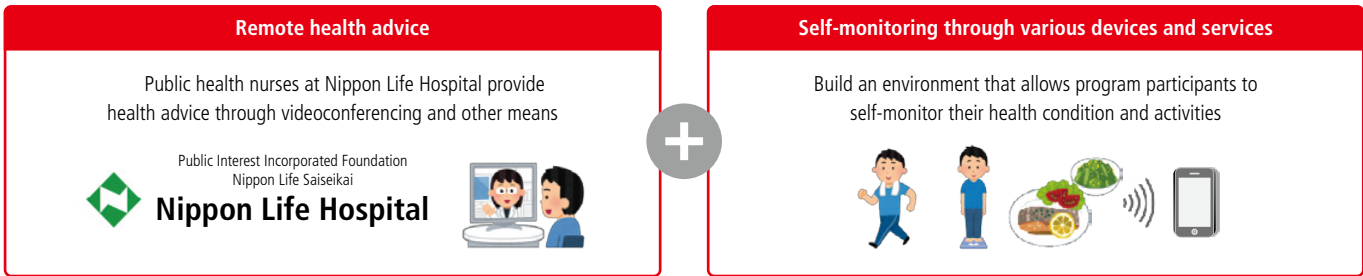 Remote health advice
Public health nurses at Nippon Life Hospital provide
health advice through videoconferencing and other means
Public Interest Incorporated Foundation
Nippon Life Saiseikai
Nippon Life Hospital
+
Self-monitoring through various devices and services
Build an environment that allows program participants to
self-monitor their health condition and activities